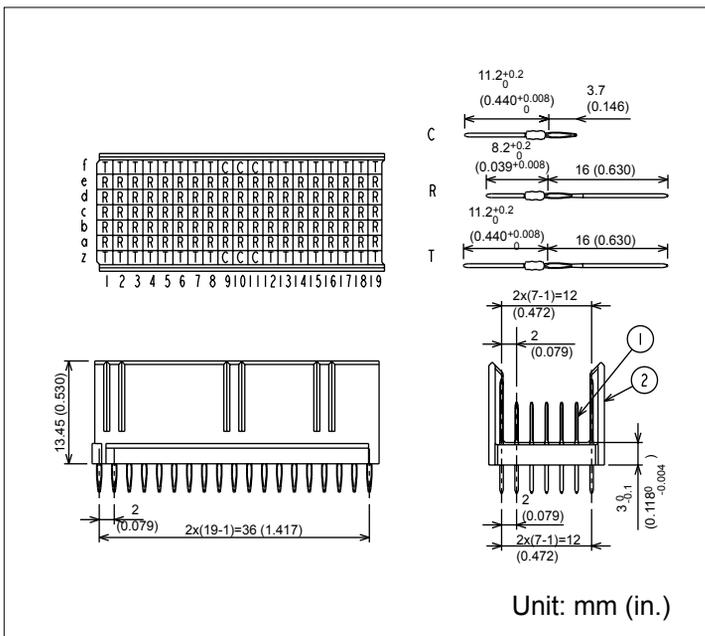 11.2+0.2
0
(0.440+0.008)
0
3.7
(0.146)
C
8.2+0.2
0
(0.039+0.008)
16 (0.630)
R
11.2+0.2
0
(0.440+0.008)
0
16 (0.630)
T
f T T T T T T T T C C C T T T T T T T T
e R R R R R R R R R R R R R R R R R R R
d R R R R R R R R R R R R R R R R R R R
c R R R R R R R R R R R R R R R R R R R
b R R R R R R R R R R R R R R R R R R R
a R R R R R R R R R R R R R R R R R R R
z T T T T T T T T C C C T T T T T T T T
1 2 3 4 5 6 7 8 9 10 11 12 13 14 15 16 17 18 19
2x(7-1)=12
(0.472)
2
(0.079)
1
2
13.45 (0.530)
2
(0.079)
2x(19-1)=36 (1.417)
2
(0.079)
2x(7-1)=12
(0.472)
3 0
-0.1
(0.118 0
-0.004)
Unit: mm (in.)